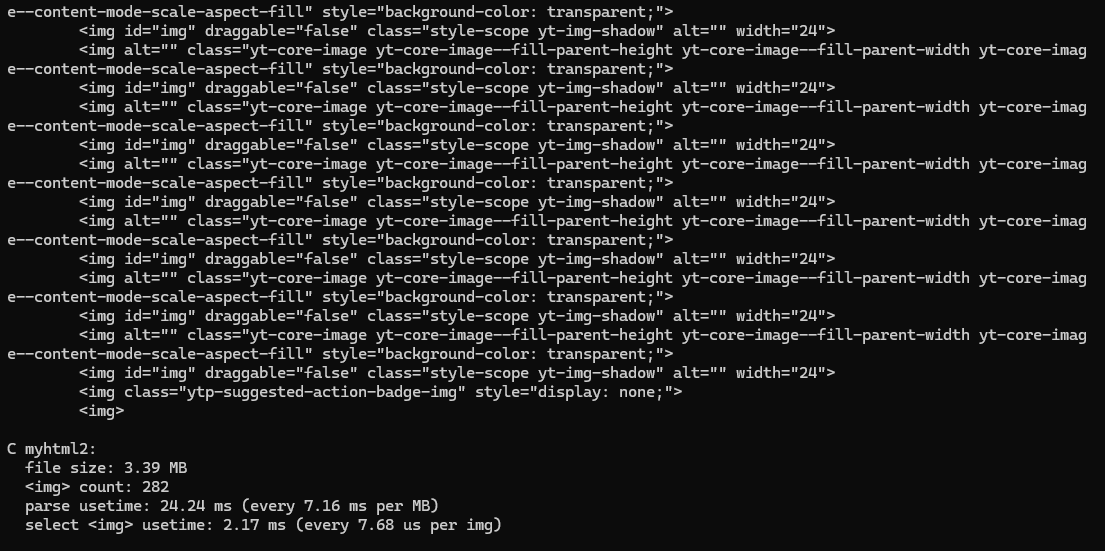 e--content-mode-scale-aspect-fill" style="background-color: transparent;">
        <img id="img" draggable="false" class="style-scope yt-img-shadow" alt="" width="24">
        <img alt="" class="yt-core-image yt-core-image--fill-parent-height yt-core-image--fill-parent-width yt-core-imag
e--content-mode-scale-aspect-fill" style="background-color: transparent;">
        <img id="img" draggable="false" class="style-scope yt-img-shadow" alt="" width="24">
        <img alt="" class="yt-core-image yt-core-image--fill-parent-height yt-core-image--fill-parent-width yt-core-imag
e--content-mode-scale-aspect-fill" style="background-color: transparent;">
        <img id="img" draggable="false" class="style-scope yt-img-shadow" alt="" width="24">
        <img alt="" class="yt-core-image yt-core-image--fill-parent-height yt-core-image--fill-parent-width yt-core-imag
e--content-mode-scale-aspect-fill" style="background-color: transparent;">
        <img id="img" draggable="false" class="style-scope yt-img-shadow" alt="" width="24">
        <img alt="" class="yt-core-image yt-core-image--fill-parent-height yt-core-image--fill-parent-width yt-core-imag
e--content-mode-scale-aspect-fill" style="background-color: transparent;">
        <img id="img" draggable="false" class="style-scope yt-img-shadow" alt="" width="24">
        <img alt="" class="yt-core-image yt-core-image--fill-parent-height yt-core-image--fill-parent-width yt-core-imag
e--content-mode-scale-aspect-fill" style="background-color: transparent;">
        <img id="img" draggable="false" class="style-scope yt-img-shadow" alt="" width="24">
        <img alt="" class="yt-core-image yt-core-image--fill-parent-height yt-core-image--fill-parent-width yt-core-imag
e--content-mode-scale-aspect-fill" style="background-color: transparent;">
        <img id="img" draggable="false" class="style-scope yt-img-shadow" alt="" width="24">
        <img class="ytp-suggested-action-badge-img" style="display: none;">
        <img>

C myhtml2:
  file size: 3.39 MB
  <img> count: 282
  parse usetime: 24.24 ms (every 7.16 ms per MB)
  select <img> usetime: 2.17 ms (every 7.68 us per img)